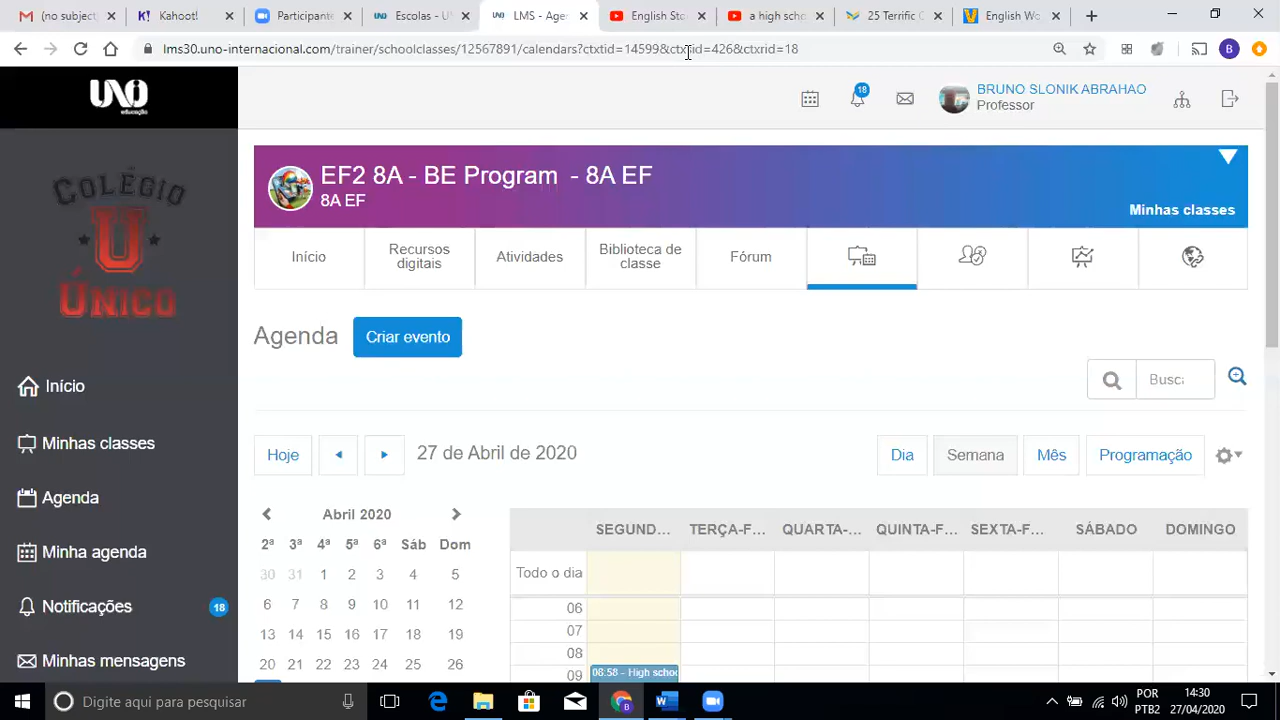 (no subject
Kahoot!
Participante
Escolas - U
LMS - Age
English Sto
a high scho
25 Terrific C
English Wo
lms30.uno-internacional.com/trainer/schoolclasses/12567891/calendars?ctxtid=14599&ctxsid=426&ctxrid=18
B
UNO
educação
18
BRUNO SLONIK ABRAHAO
Professor
COLÉGIO
U
ÚNICO
EF2 8A - BE Program - 8A EF
8A EF
Minhas classes
Início
Recursos digitais
Atividades
Biblioteca de classe
Fórum
Agenda
Criar evento
Busca
Hoje
27 de Abril de 2020
Dia
Semana
Mês
Programação
Início
Minhas classes
Agenda
Minha agenda
Notificações 18
Minhas mensagens
Abril 2020
2ª 3ª 4ª 5ª 6ª Sáb Dom
30 31 1 2 3 4 5
6 7 8 9 10 11 12
13 14 15 16 17 18 19
20 21 22 23 24 25 26
SEGUND... TERÇA-F... QUARTA-... QUINTA-F... SEXTA-F... SÁBADO DOMINGO
Todo o dia
06
07
08
09
06:58 - High schoo
Digite aqui para pesquisar
POR
PTB2
14:30
27/04/2020